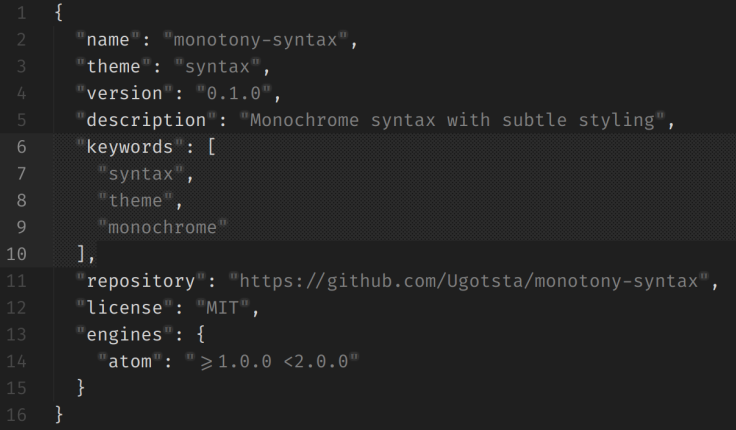 1 {
2   "name": "monotony-syntax",
3   "theme": "syntax",
4   "version": "0.1.0",
5   "description": "Monochrome syntax with subtle styling",
6   "keywords": [
7     "syntax",
8     "theme",
9     "monochrome"
10   ],
11   "repository": "https://github.com/Ugotsta/monotony-syntax",
12   "license": "MIT",
13   "engines": {
14     "atom": "⩾1.0.0 <2.0.0"
15   }
16 }